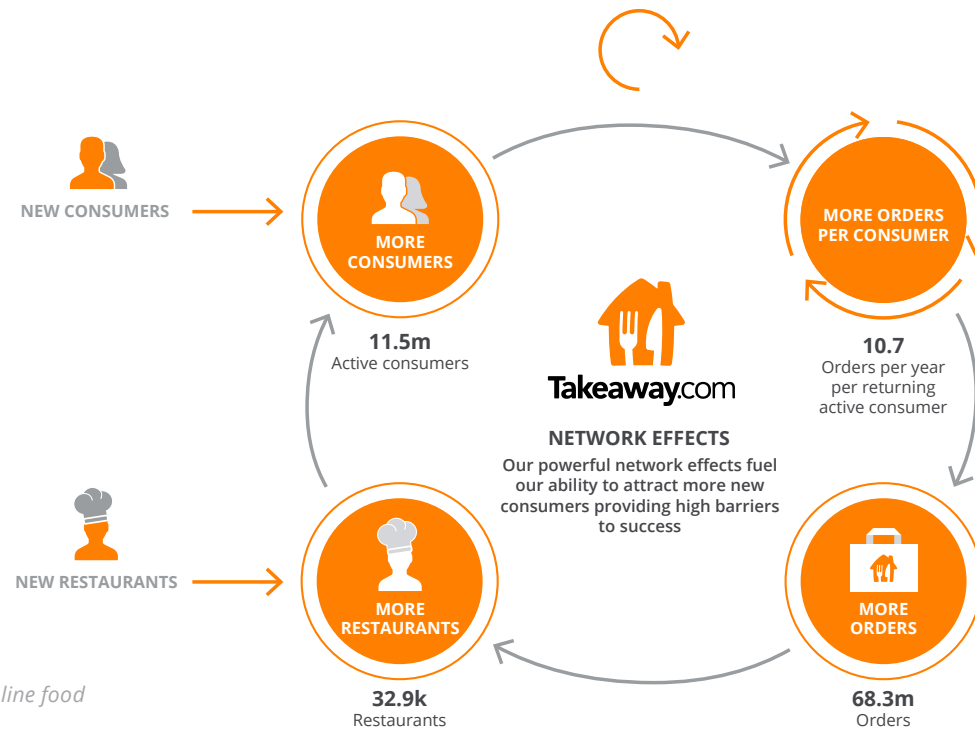 NEW CONSUMERS
MORE
CONSUMERS
11.5m
Active consumers
MORE ORDERS
PER CONSUMER
10.7
Orders per year
per returning
active consumer
Takeaway.com
NETWORK EFFECTS
Our powerful network effects fuel
our ability to attract more new
consumers providing high barriers
to success
NEW RESTAURANTS
MORE
RESTAURANTS
32.9k
Restaurants
MORE
ORDERS
68.3m
Orders
line food